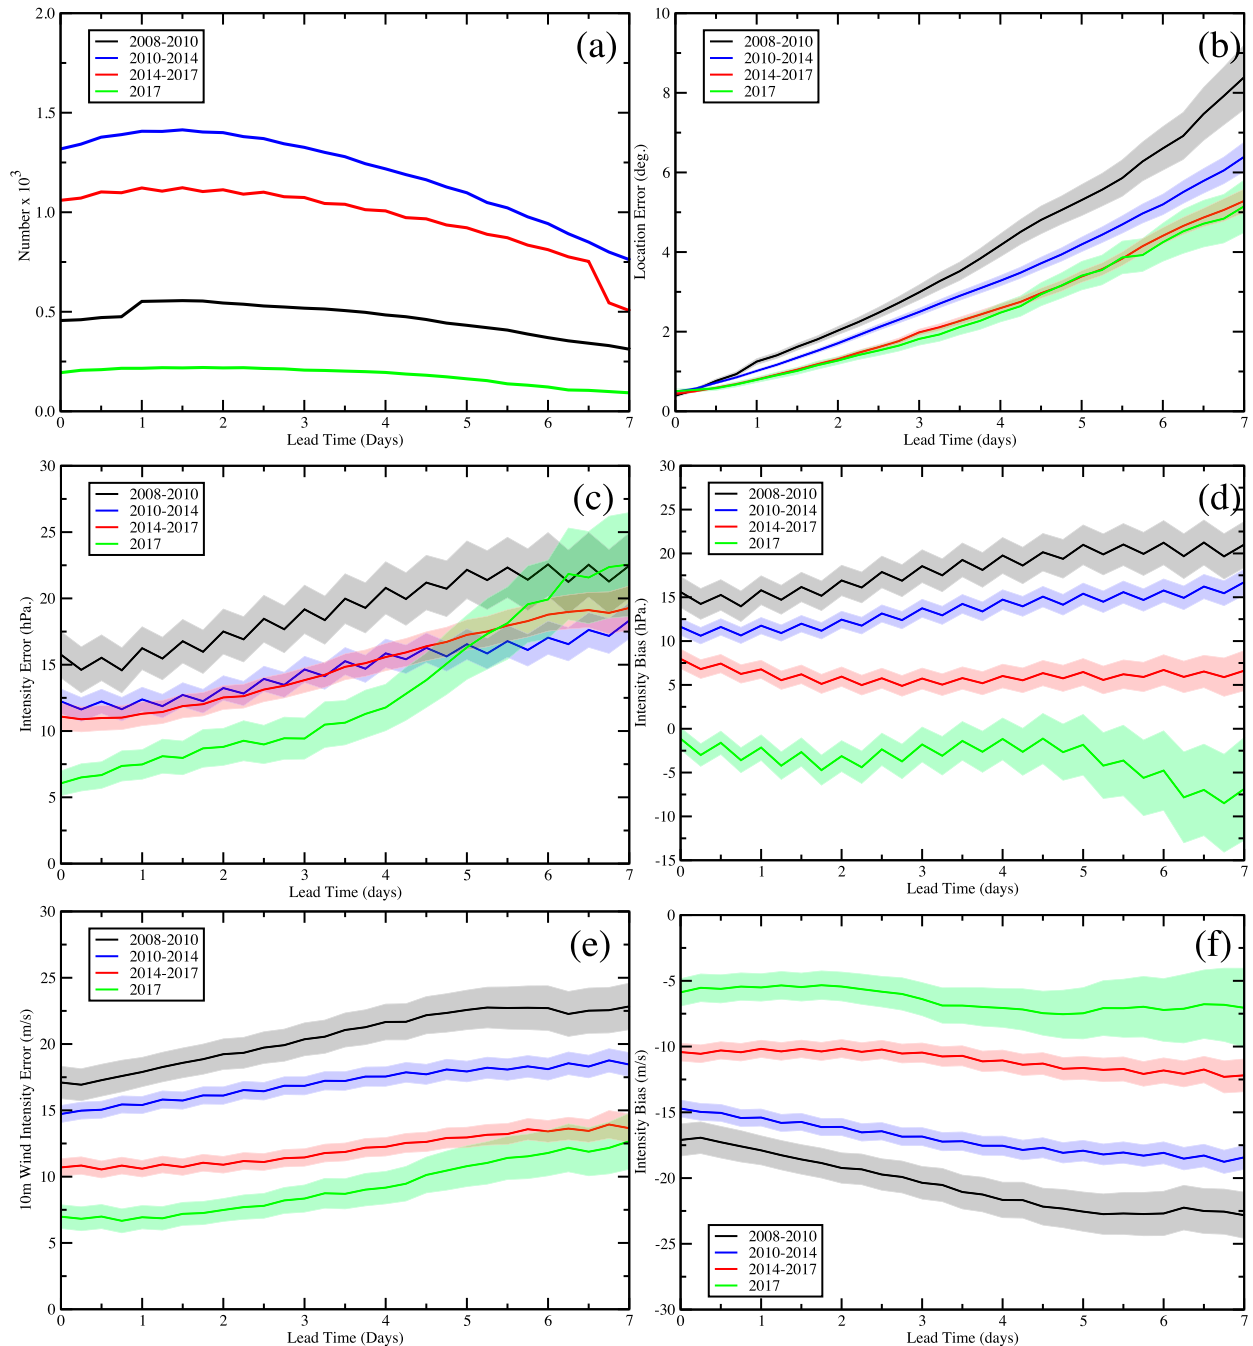 (a)
2008-2010
2010-2014
2014-2017
2017
2.0
1.5
1.0
0.5
0.0
Number x 10³
0 1 2 3 4 5 6 7
Lead Time (Days)
(b)
2008-2010
2010-2014
2014-2017
2017
10
8
6
4
2
0
Location Error (deg.)
0 1 2 3 4 5 6 7
Lead Time (days)
(c)
2008-2010
2010-2014
2014-2017
2017
30
25
20
15
10
5
0
Intensity Error (hPa.)
0 1 2 3 4 5 6 7
Lead Time (days)
(d)
2008-2010
2010-2014
2014-2017
2017
30
25
20
15
10
5
0
-5
-10
-15
Intensity Bias (hPa.)
0 1 2 3 4 5 6 7
Lead Time (days)
(e)
2008-2010
2010-2014
2014-2017
2017
30
25
20
15
10
5
0
10m Wind Intensity Error (m/s)
0 1 2 3 4 5 6 7
Lead Time (Days)
(f)
0
-5
-10
-15
-20
-25
-30
Intensity Bias (m/s)
2008-2010
2010-2014
2014-2017
2017
0 1 2 3 4 5 6 7
Lead Time (days)